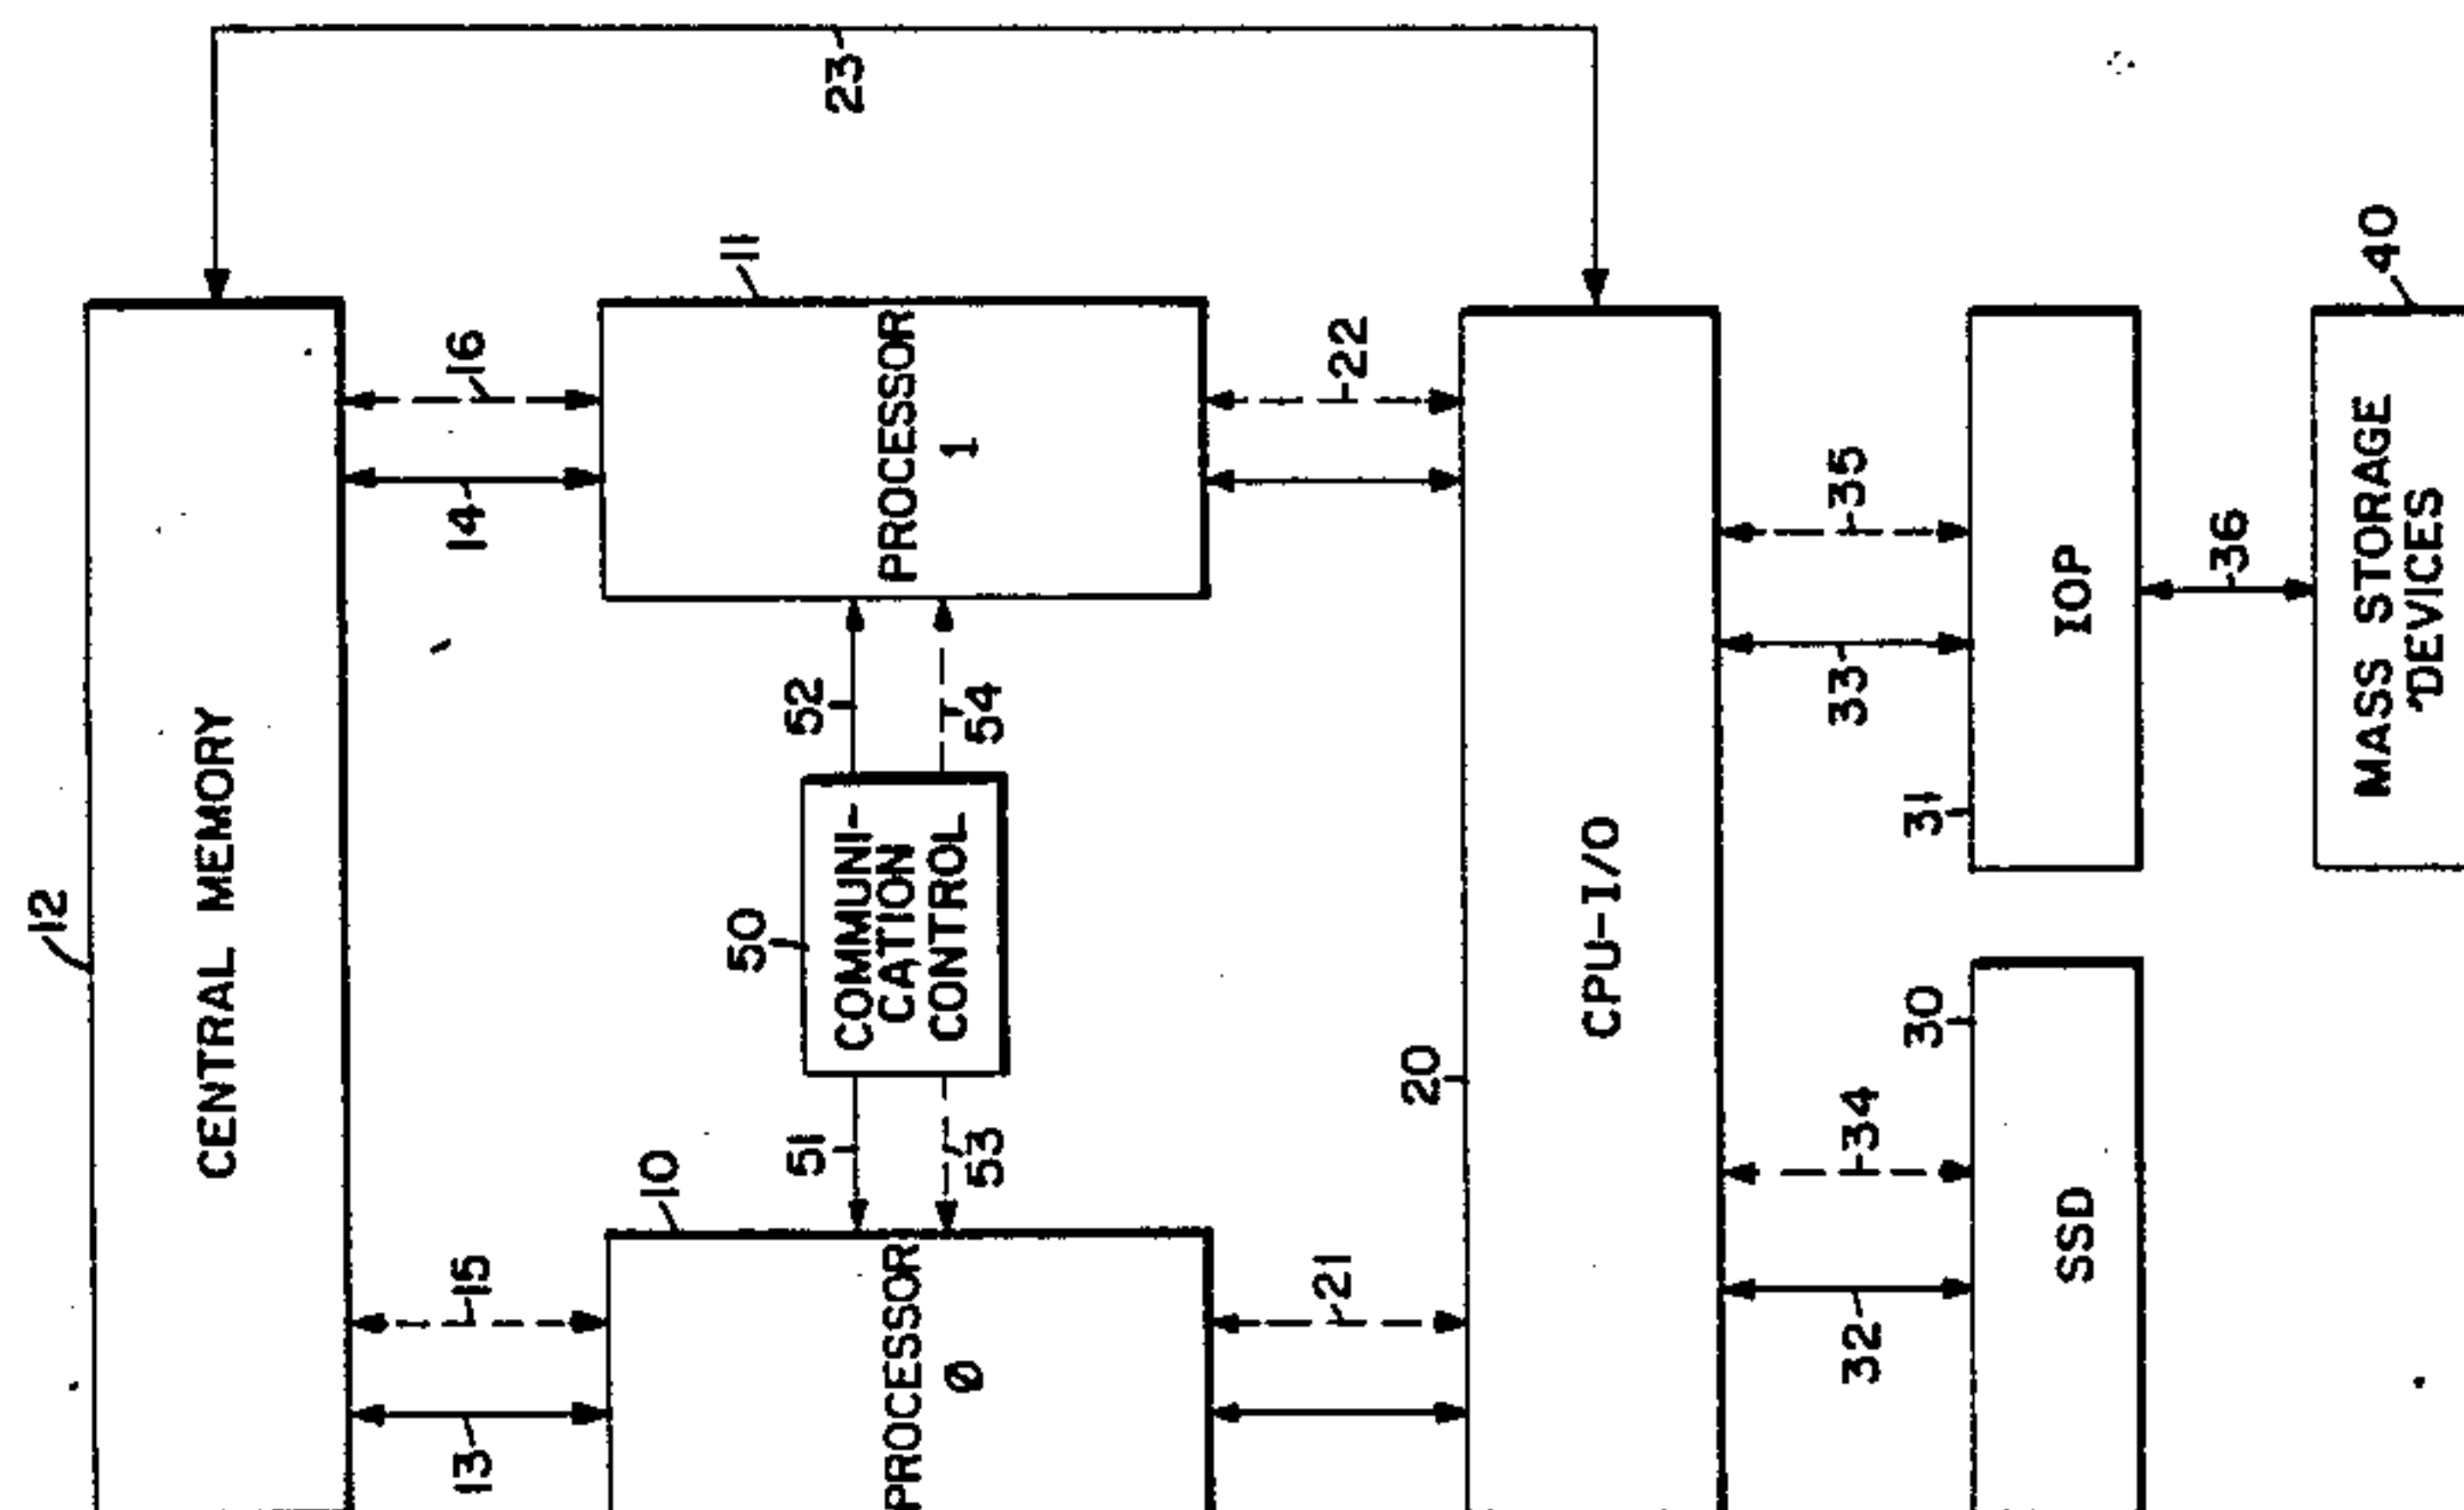 12
CENTRAL MEMORY
13
15
14
16
23
10
PROCESSOR
0
51
53
50
COMMUNI-
CATION
CONTROL
52
54
11
PROCESSOR
1
21
22
20
CPU-I/O
32
34
33
35
30
SSD
31
IOP
36
40
MASS STORAGE
DEVICES